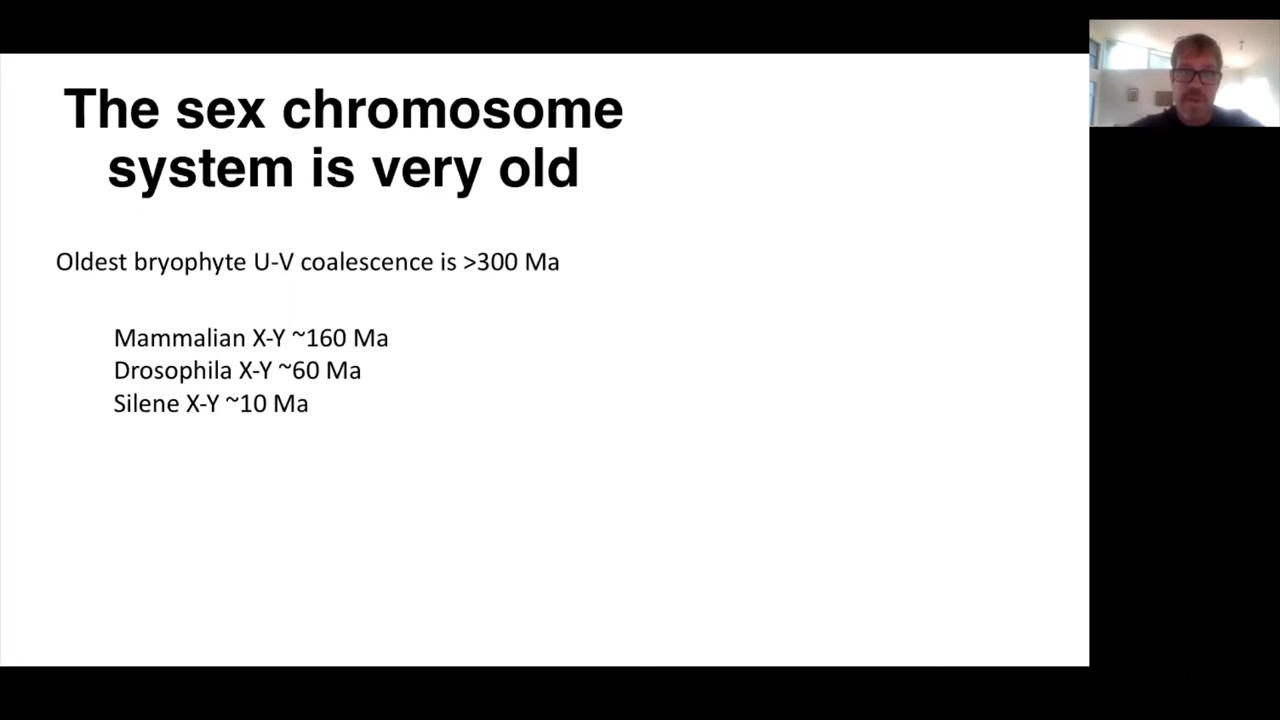 The sex chromosome
system is very old
Oldest bryophyte U-V coalescence is >300 Ma
Mammalian X-Y ~160 Ma
Drosophila X-Y ~60 Ma
Silene X-Y ~10 Ma